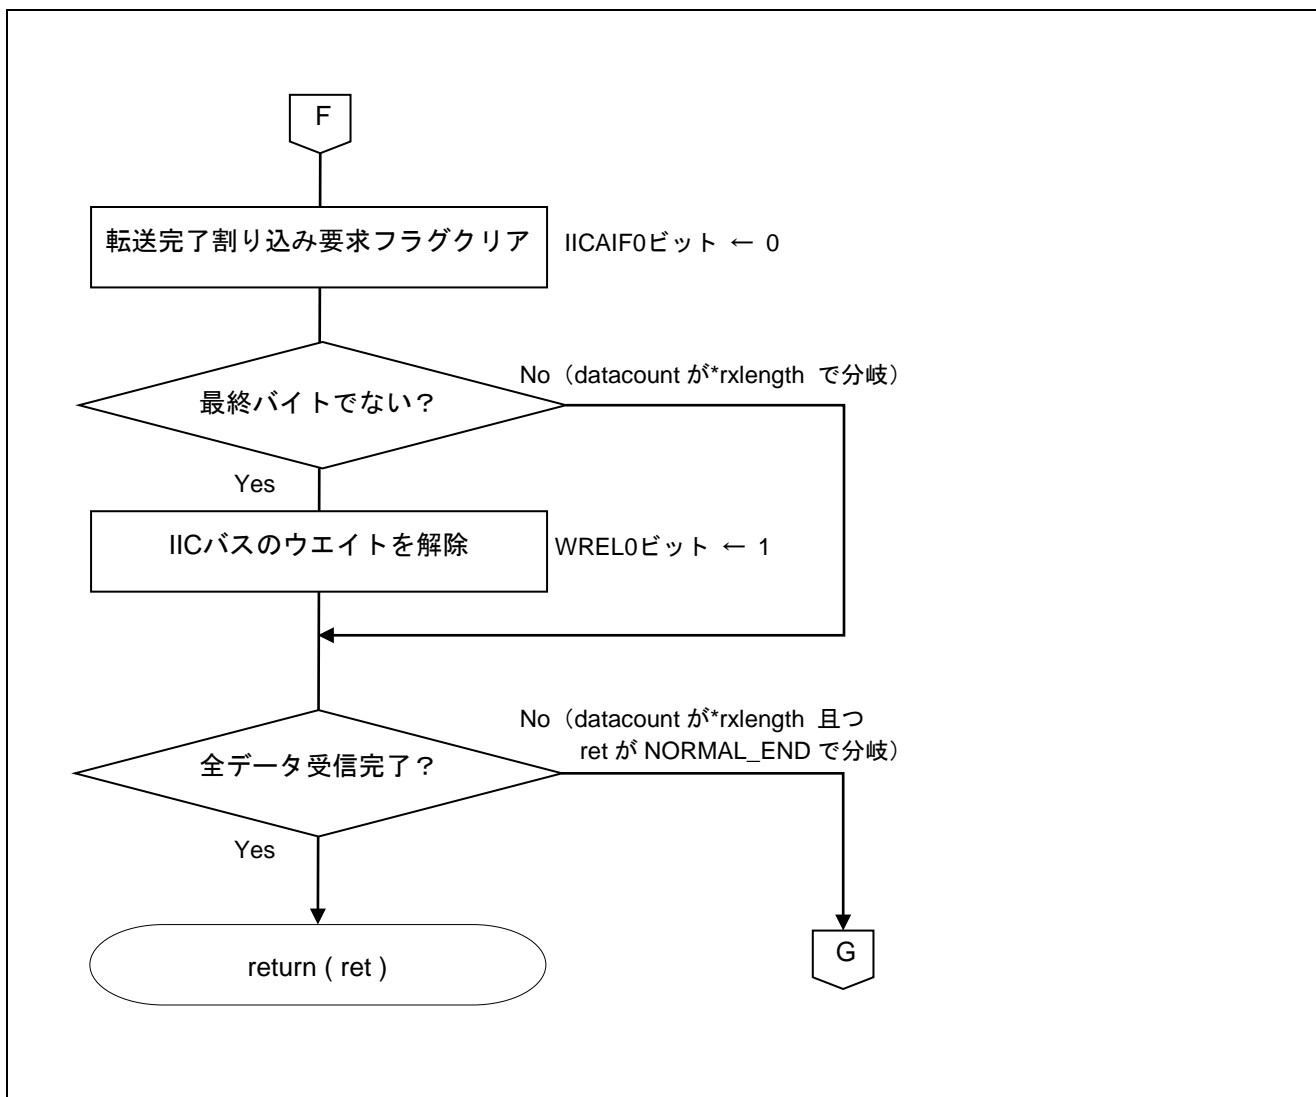 F
転送完了割り込み要求フラグクリア
IICAIF0ビット ← 0
No（datacount が*rxlength で分岐）
最終バイトでない？
Yes
IICバスのウエイトを解除
WREL0ビット ← 1
No（datacount が*rxlength 且つ
ret が NORMAL_END で分岐）
全データ受信完了？
Yes
return ( ret )
G